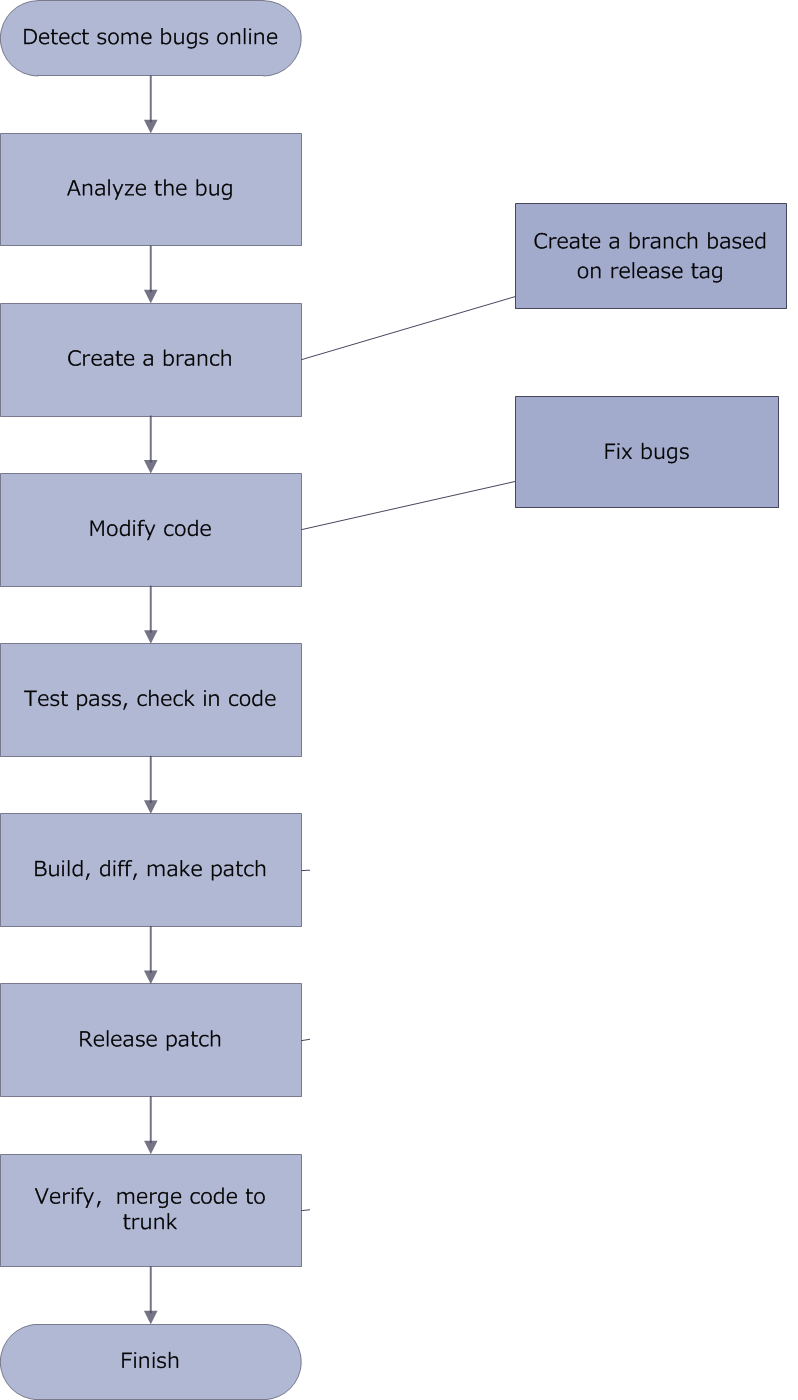 Detect some bugs online
Analyze the bug
Create a branch based
on release tag
Create a branch
Fix bugs
Modify code
Test pass, check in code
Build, diff, make patch
Release patch
Verify,  merge code to
trunk
Finish